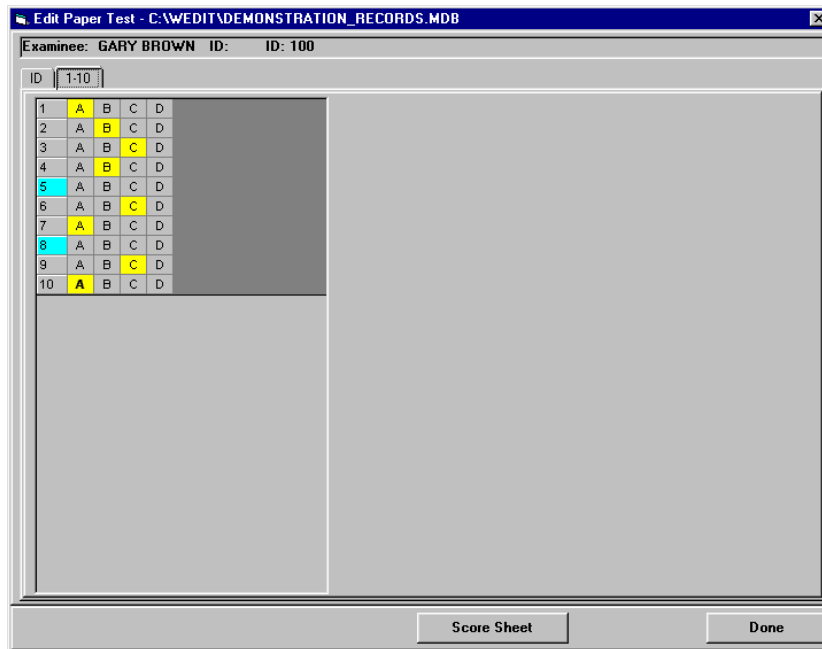 Edit Paper Test - C:\WEDIT\DEMONSTRATION_RECORDS.MDB
Examinee: GARY BROWN ID: ID: 100
ID 1-10
1 A B C D
2 A B C D
3 A B C D
4 A B C D
5 A B C D
6 A B C D
7 A B C D
8 A B C D
9 A B C D
10 A B C D
Score Sheet Done